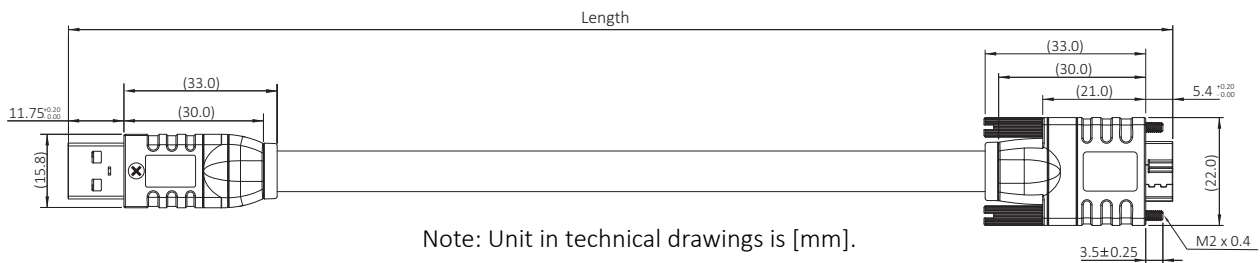 Length
(33.0)
(30.0)
(21.0)
5.4 +0.20 -0.00
(33.0)
(30.0)
11.75 +0.20 -0.00
(15.8)
(22.0)
Note: Unit in technical drawings is [mm].
M2 x 0.4
3.5±0.25